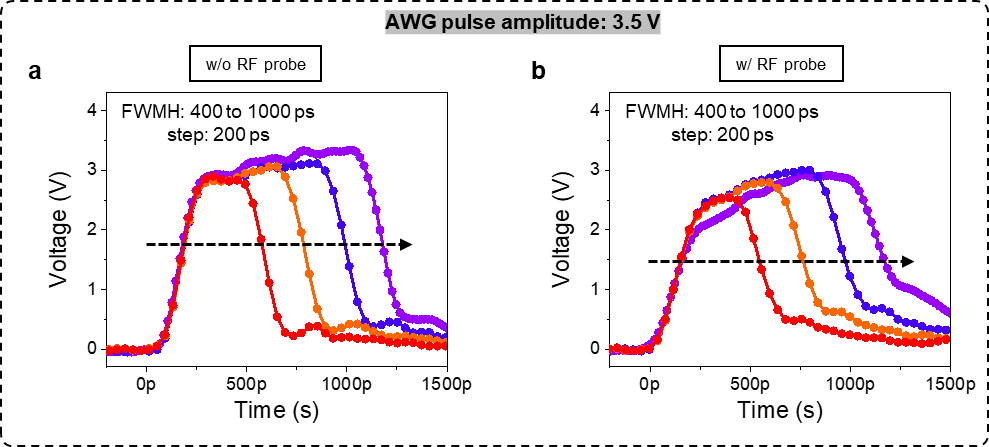 AWG pulse amplitude: 3.5 V
a
w/o RF probe
FWMH: 400 to 1000 ps
step: 200 ps
4
3
2
1
0
Voltage (V)
0p
500p
1000p
1500p
Time (s)
b
w/ RF probe
FWMH: 400 to 1000 ps
step: 200 ps
4
3
2
1
0
Voltage (V)
0p
500p
1000p
1500p
Time (s)